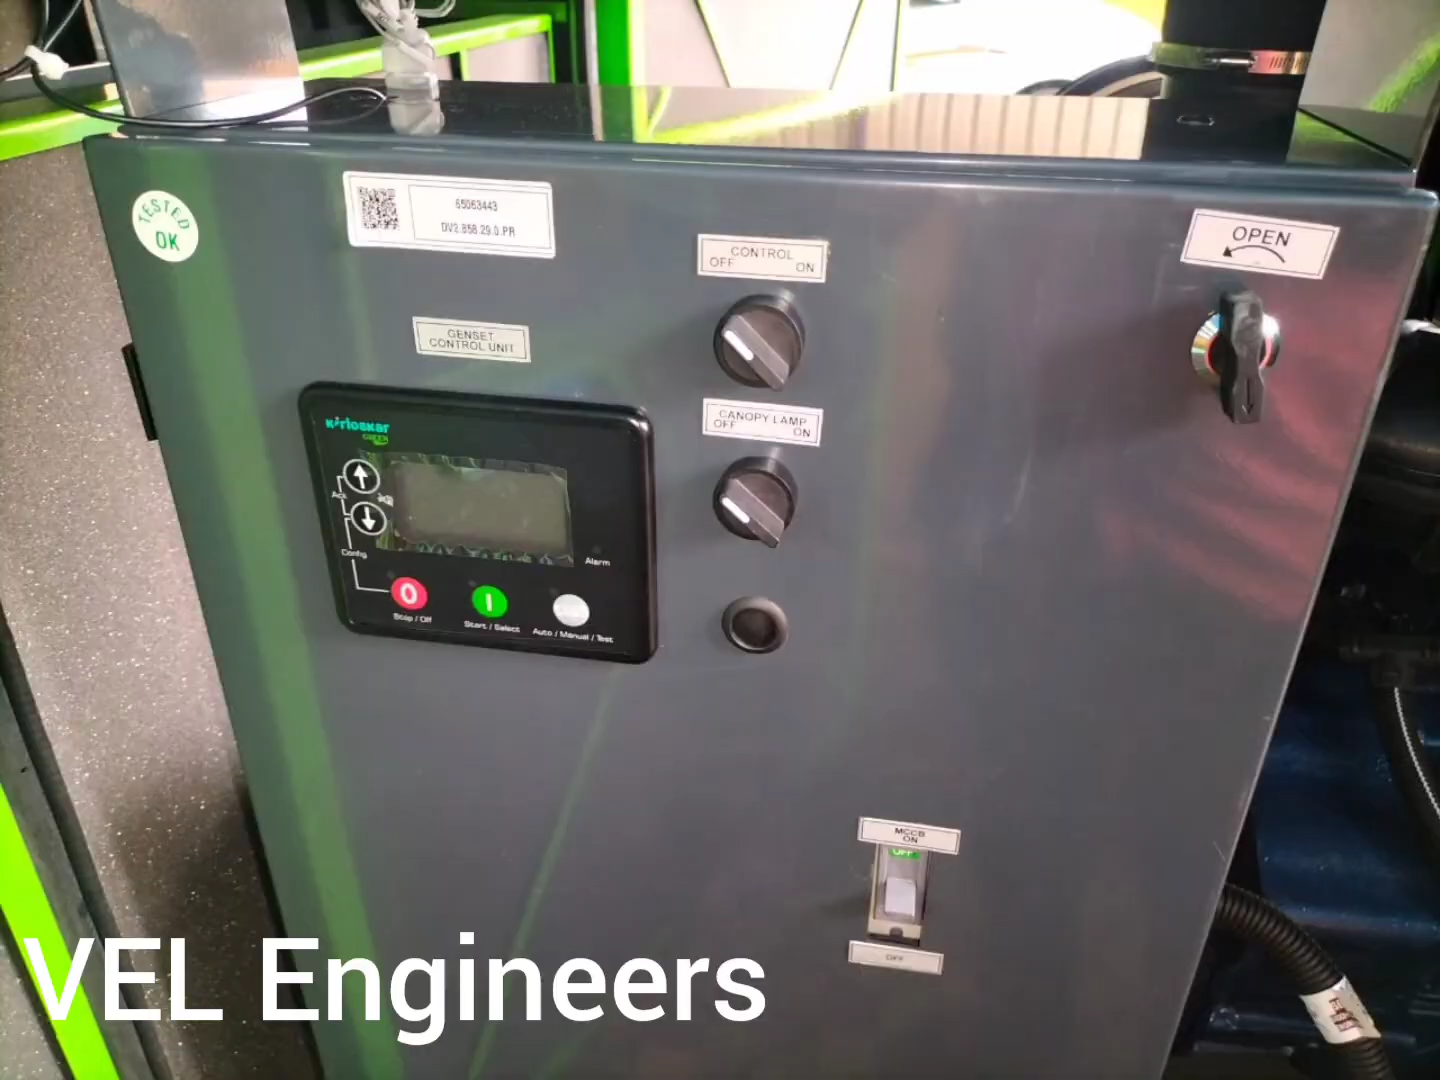 TESTED
OK
65063443
DV2.858.29.0.PR
CONTROL
OFF ON
OPEN
GENSET
CONTROL UNIT
CANOPY LAMP
OFF ON
Kirloskar
GREEN
Ack
Config
Alarm
Stop / Off
Start / Select
Auto / Manual / Test
MCCB
ON
OFF
OFF
VEL Engineers